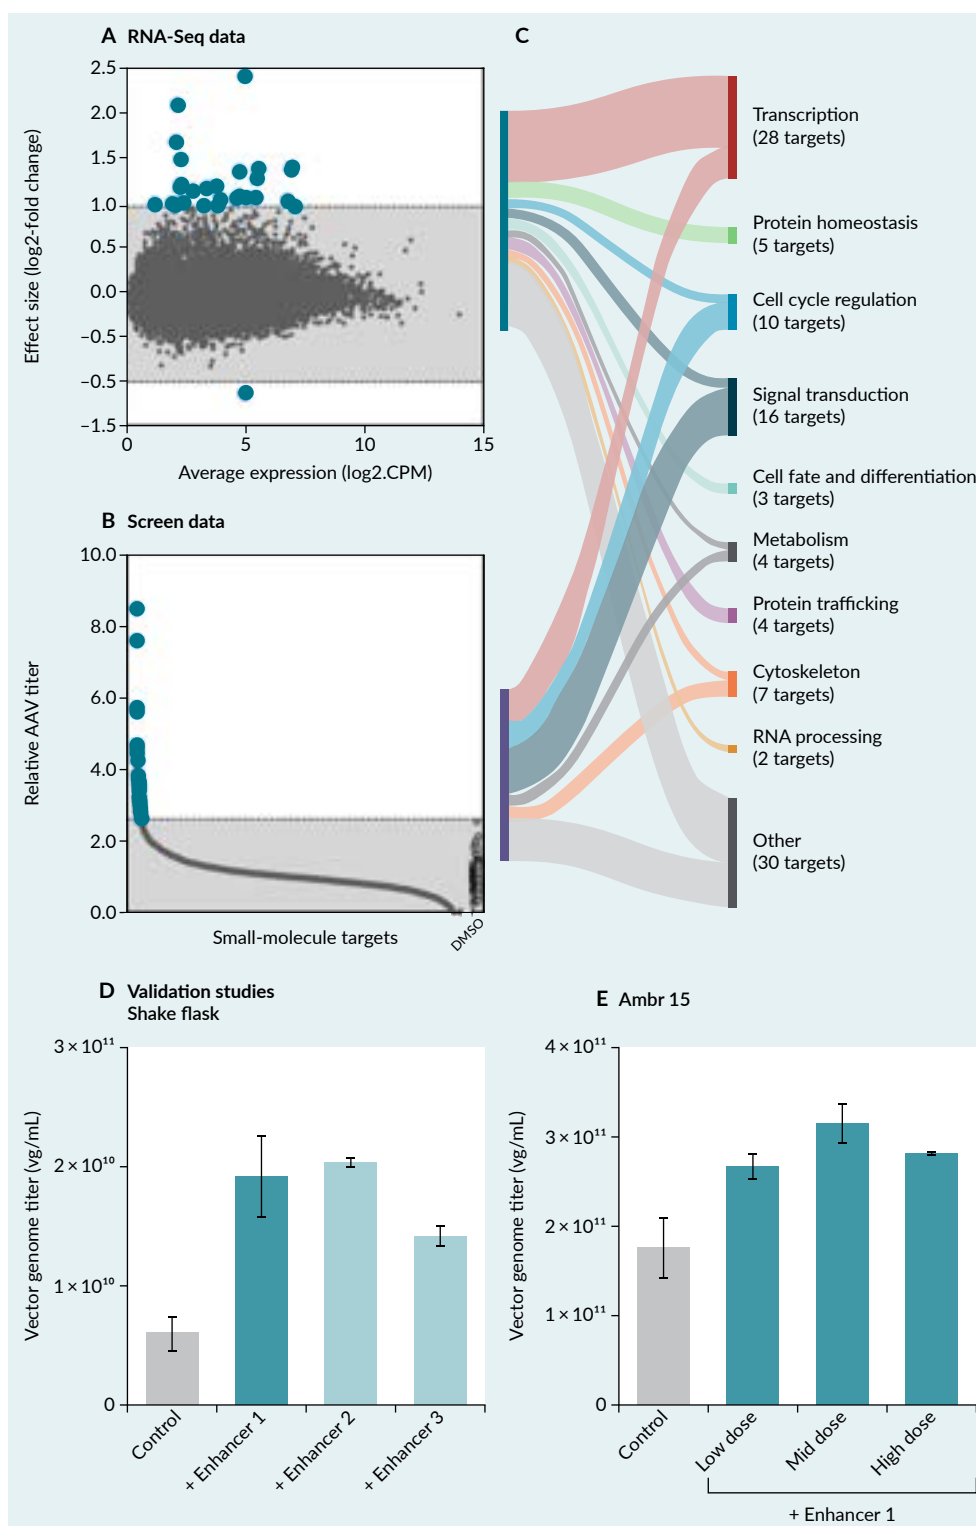 A RNA-Seq data
2.5
2.0
1.5
1.0
0.5
0.0
−0.5
−0.5
−1.5
0
5
10
15
Effect size (log2-fold change)
Average expression (log2.CPM)
B Screen data
10.0
8.0
6.0
4.0
2.0
0.0
Relative AAV titer
Small-molecule targets
DMSO
C
Transcription
(28 targets)
Protein homeostasis
(5 targets)
Cell cycle regulation
(10 targets)
Signal transduction
(16 targets)
Cell fate and differentiation
(3 targets)
Metabolism
(4 targets)
Protein trafficking
(4 targets)
Cytoskeleton
(7 targets)
RNA processing
(2 targets)
Other
(30 targets)
D Validation studies
Shake flask
3 × 10¹¹
2 × 10¹⁰
1 × 10¹⁰
0
Vector genome titer (vg/mL)
Control
+ Enhancer 1
+ Enhancer 2
+ Enhancer 3
E Ambr 15
4 × 10¹¹
3 × 10¹¹
2 × 10¹¹
1 × 10¹¹
0
Vector genome titer (vg/mL)
Control
Low dose
Mid dose
High dose
+ Enhancer 1